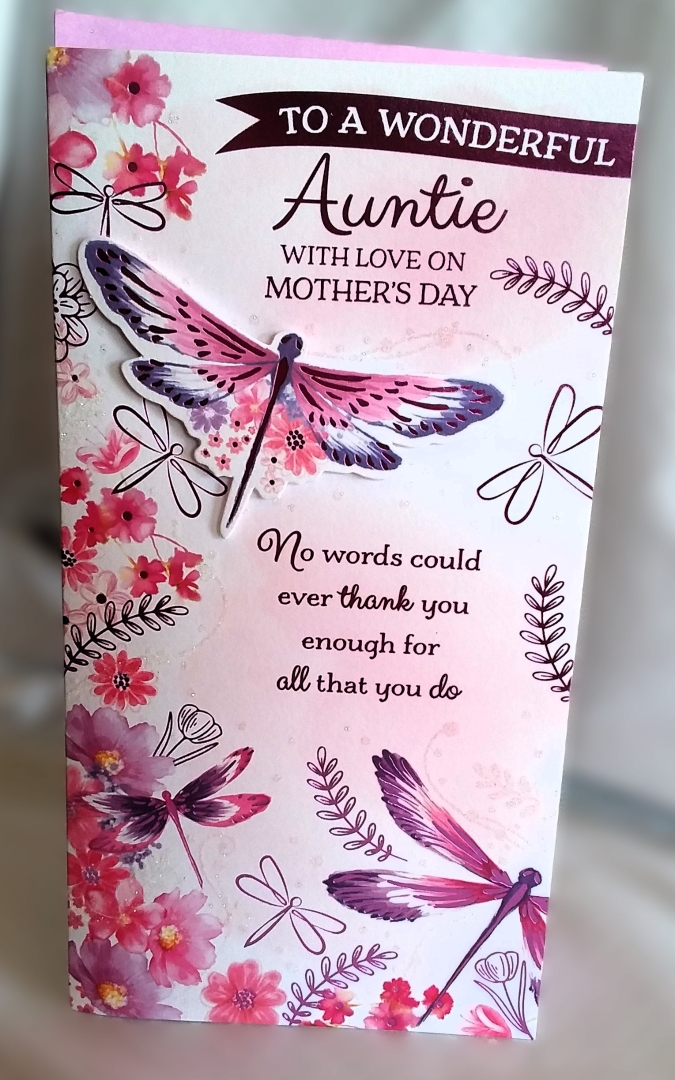 TO A WONDERFUL
Auntie
WITH LOVE ON
MOTHER'S DAY
No words could
ever thank you
enough for
all that you do